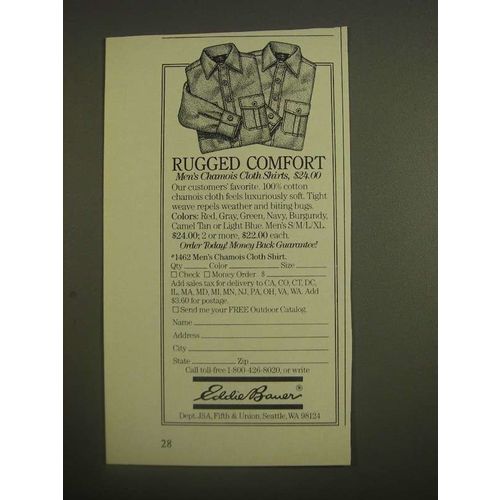 RUGGED COMFORT
Men's Chamois Cloth Shirts, $24.00
Our customers' favorite. 100% cotton
chamois cloth feels luxuriously soft. Tight
weave repels weather and biting bugs.
Colors: Red, Gray, Green, Navy, Burgundy,
Camel Tan or Light Blue. Men's S/M/L/XL.
$24.00; 2 or more, $22.00 each.
Order Today! Money Back Guarantee!
#1462 Men's Chamois Cloth Shirt.
Qty Color Size
Check Money Order $
Add sales tax for delivery to CA, CO, CT, DC,
IL, MA, MD, MI, MN, NJ, PA, OH, VA, WA. Add
$3.60 for postage.
Send me your FREE Outdoor Catalog.
Name
Address
City
State Zip
Call toll-free 1-800-426-8020, or write
Eddie Bauer®
Dept. JSA, Fifth & Union, Seattle, WA 98124
28